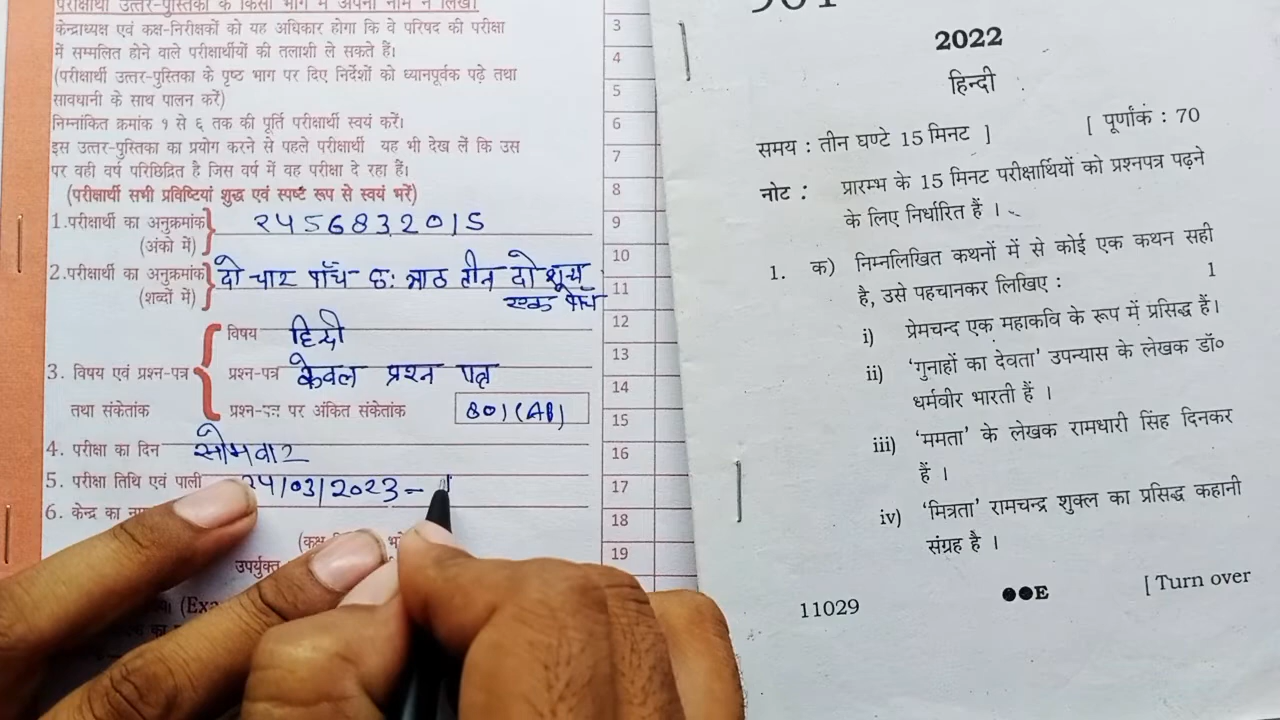 परीक्षार्थी उत्तर-पुस्तिका के किसी भाग में अपना नाम न लिखें।
केन्द्राध्यक्ष एवं कक्ष-निरीक्षकों को यह अधिकार होगा कि वे परिषद की परीक्षा
में सम्मलित होने वाले परीक्षार्थीयों की तलाशी ले सकते हैं।
(परीक्षार्थी उत्तर-पुस्तिका के पृष्ठ भाग पर दिए निर्देशों को ध्यानपूर्वक पढ़े तथा
सावधानी के साथ पालन करें)
निम्नांकित क्रमांक १ से ६ तक की पूर्ति परीक्षार्थी स्वयं करें।
इस उत्तर-पुस्तिका का प्रयोग करने से पहले परीक्षार्थी यह भी देख लें कि उस
पर वही वर्ष परिछिद्रित है जिस वर्ष में वह परीक्षा दे रहा हैं।
(परीक्षार्थी सभी प्रविष्टियां शुद्ध एवं स्पष्ट रूप से स्वयं भरें)
1.परीक्षार्थी का अनुक्रमांक
(अंको में)
२456832015
2.परीक्षार्थी का अनुक्रमांक
(शब्दों में)
दो चार पाँच छः आठ तीन दो शून्य
एक पाँच
3. विषय एवं प्रश्न-पत्र
तथा संकेतांक
विषय हिन्दी
प्रश्न-पत्र केवल प्रश्न पत्र
प्रश्न-पत्र पर अंकित संकेतांक 801(AB)
4. परीक्षा का दिन सोमवार
5. परीक्षा तिथि एवं पाली 24/03/2023 -
6. केन्द्र का
उपर्युक्त
(Exa
3
4
5
6
7
8
9
10
11
12
13
14
15
16
17
18
19
2022
हिन्दी
समय : तीन घण्टे 15 मिनट ] [ पूर्णांक : 70
नोट : प्रारम्भ के 15 मिनट परीक्षार्थियों को प्रश्नपत्र पढ़ने
के लिए निर्धारित हैं ।
1. क) निम्नलिखित कथनों में से कोई एक कथन सही
है, उसे पहचानकर लिखिए : 1
i) प्रेमचन्द एक महाकवि के रूप में प्रसिद्ध हैं।
ii) ‘गुनाहों का देवता’ उपन्यास के लेखक डॉ०
धर्मवीर भारती हैं ।
iii) ‘ममता’ के लेखक रामधारी सिंह दिनकर
हैं ।
iv) ‘मित्रता’ रामचन्द्र शुक्ल का प्रसिद्ध कहानी
संग्रह है ।
11029 ●●E [ Turn over